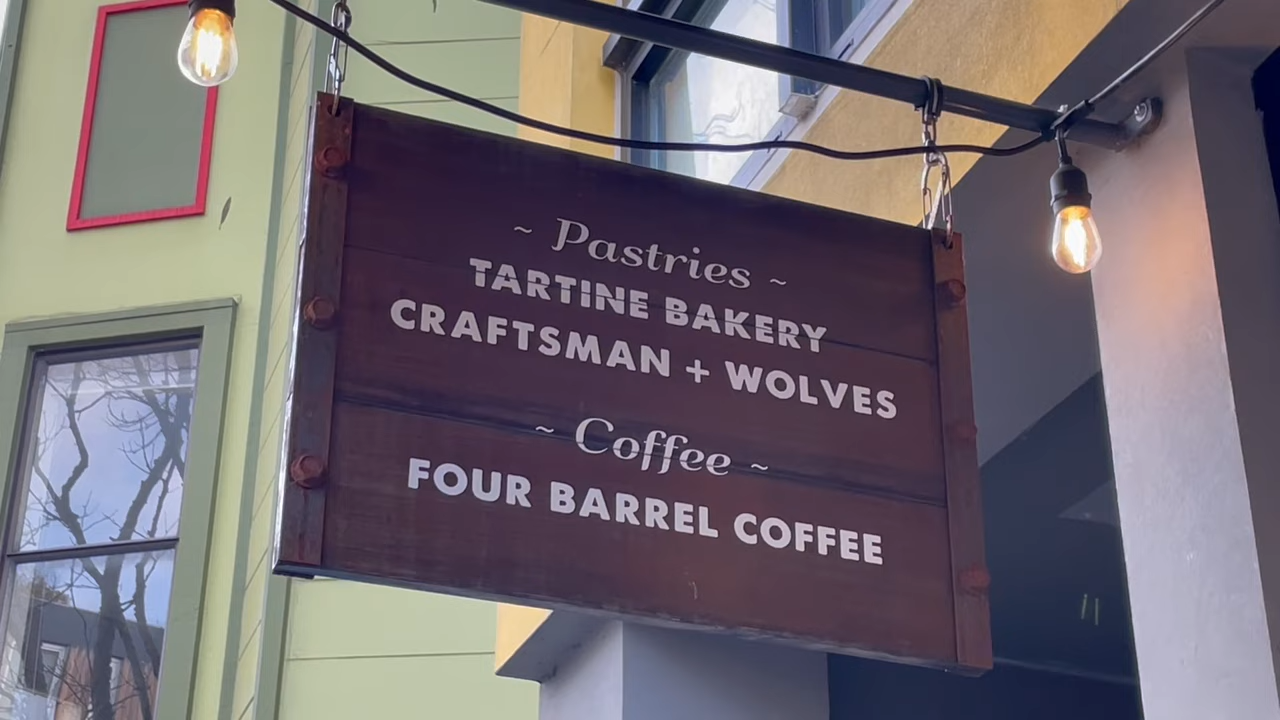 ~ Pastries ~
TARTINE BAKERY
CRAFTSMAN + WOLVES
~ Coffee ~
FOUR BARREL COFFEE